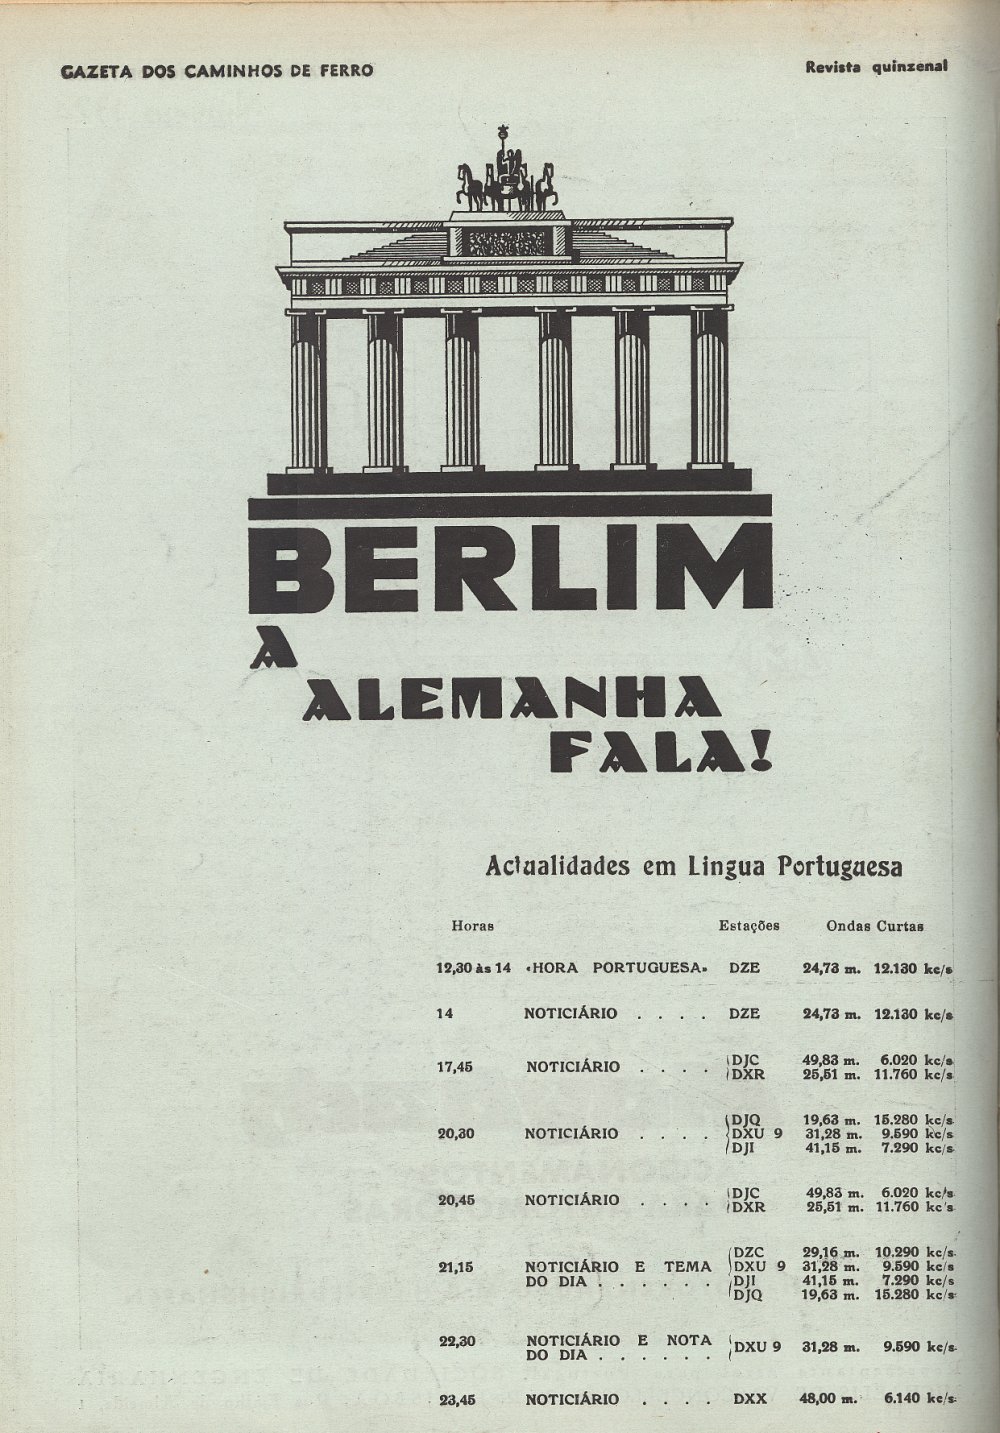 GAZETA DOS CAMINHOS DE FERRO
Revista quinzenal
BERLIM
A
ALEMANHA
FALA!
Actualidades em Lingua Portuguesa
Horas Estações Ondas Curtas
12,30 às 14 «HORA PORTUGUESA» DZE 24,73 m. 12.130 kc/s
14 NOTICIÁRIO . . . . DZE 24,73 m. 12.130 kc/s
17,45 NOTICIÁRIO . . . . DJC 49,83 m. 6.020 kc/s
DXR 25,51 m. 11.760 kc/s
20,30 NOTICIÁRIO . . . . DJQ 19,63 m. 15.280 kc/s
DXU 9 31,28 m. 9.590 kc/s
DJI 41,15 m. 7.290 kc/s
20,45 NOTICIÁRIO . . . . DJC 49,83 m. 6.020 kc/s
DXR 25,51 m. 11.760 kc/s
21,15 NOTICIÁRIO E TEMA DO DIA . . . . . . DZC 29,16 m. 10.290 kc/s
DXU 9 31,28 m. 9.590 kc/s
DJI 41,15 m. 7.290 kc/s
DJQ 19,63 m. 15.280 kc/s
22,30 NOTICIÁRIO E NOTA DO DIA . . . . . . DXU 9 31,28 m. 9.590 kc/s
23,45 NOTICIÁRIO . . . . DXX 48,00 m. 6.140 kc/s